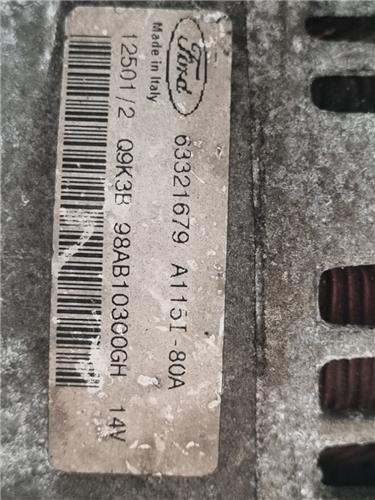 Ford
Made in Italy
63321679 A115I-80A
12501/2 Q9K3B 98AB10300GH 14V